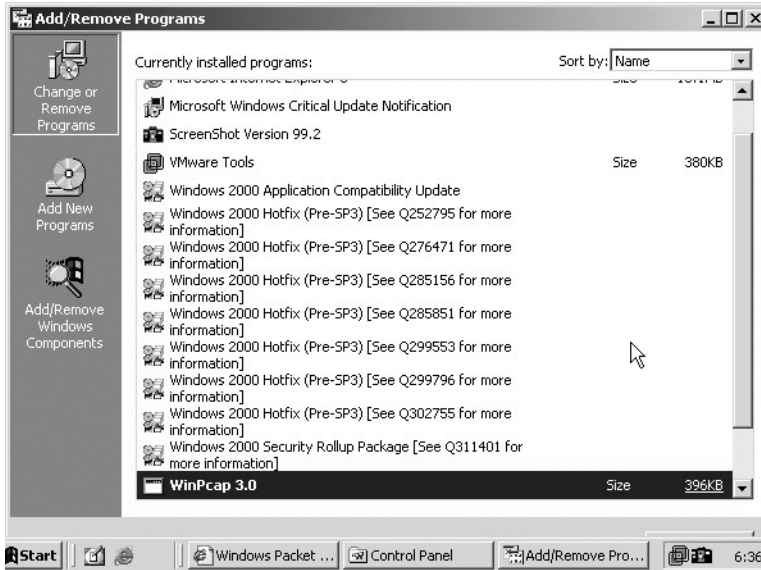 Add/Remove Programs
Change or
Remove
Programs
Add New
Programs
Add/Remove
Windows
Components
Currently installed programs:
Sort by: Name
Microsoft Internet Explorer 6 Size
Microsoft Windows Critical Update Notification
ScreenShot Version 99.2
VMware Tools Size 380KB
Windows 2000 Application Compatibility Update
Windows 2000 Hotfix (Pre-SP3) [See Q252795 for more
information]
Windows 2000 Hotfix (Pre-SP3) [See Q276471 for more
information]
Windows 2000 Hotfix (Pre-SP3) [See Q285156 for more
information]
Windows 2000 Hotfix (Pre-SP3) [See Q285851 for more
information]
Windows 2000 Hotfix (Pre-SP3) [See Q299553 for more
information]
Windows 2000 Hotfix (Pre-SP3) [See Q299796 for more
information]
Windows 2000 Hotfix (Pre-SP3) [See Q302755 for more
information]
Windows 2000 Security Rollup Package [See Q311401 for
more information]
WinPcap 3.0 Size 396KB
Start
Windows Packet ...
Control Panel
Add/Remove Pro...
6:36